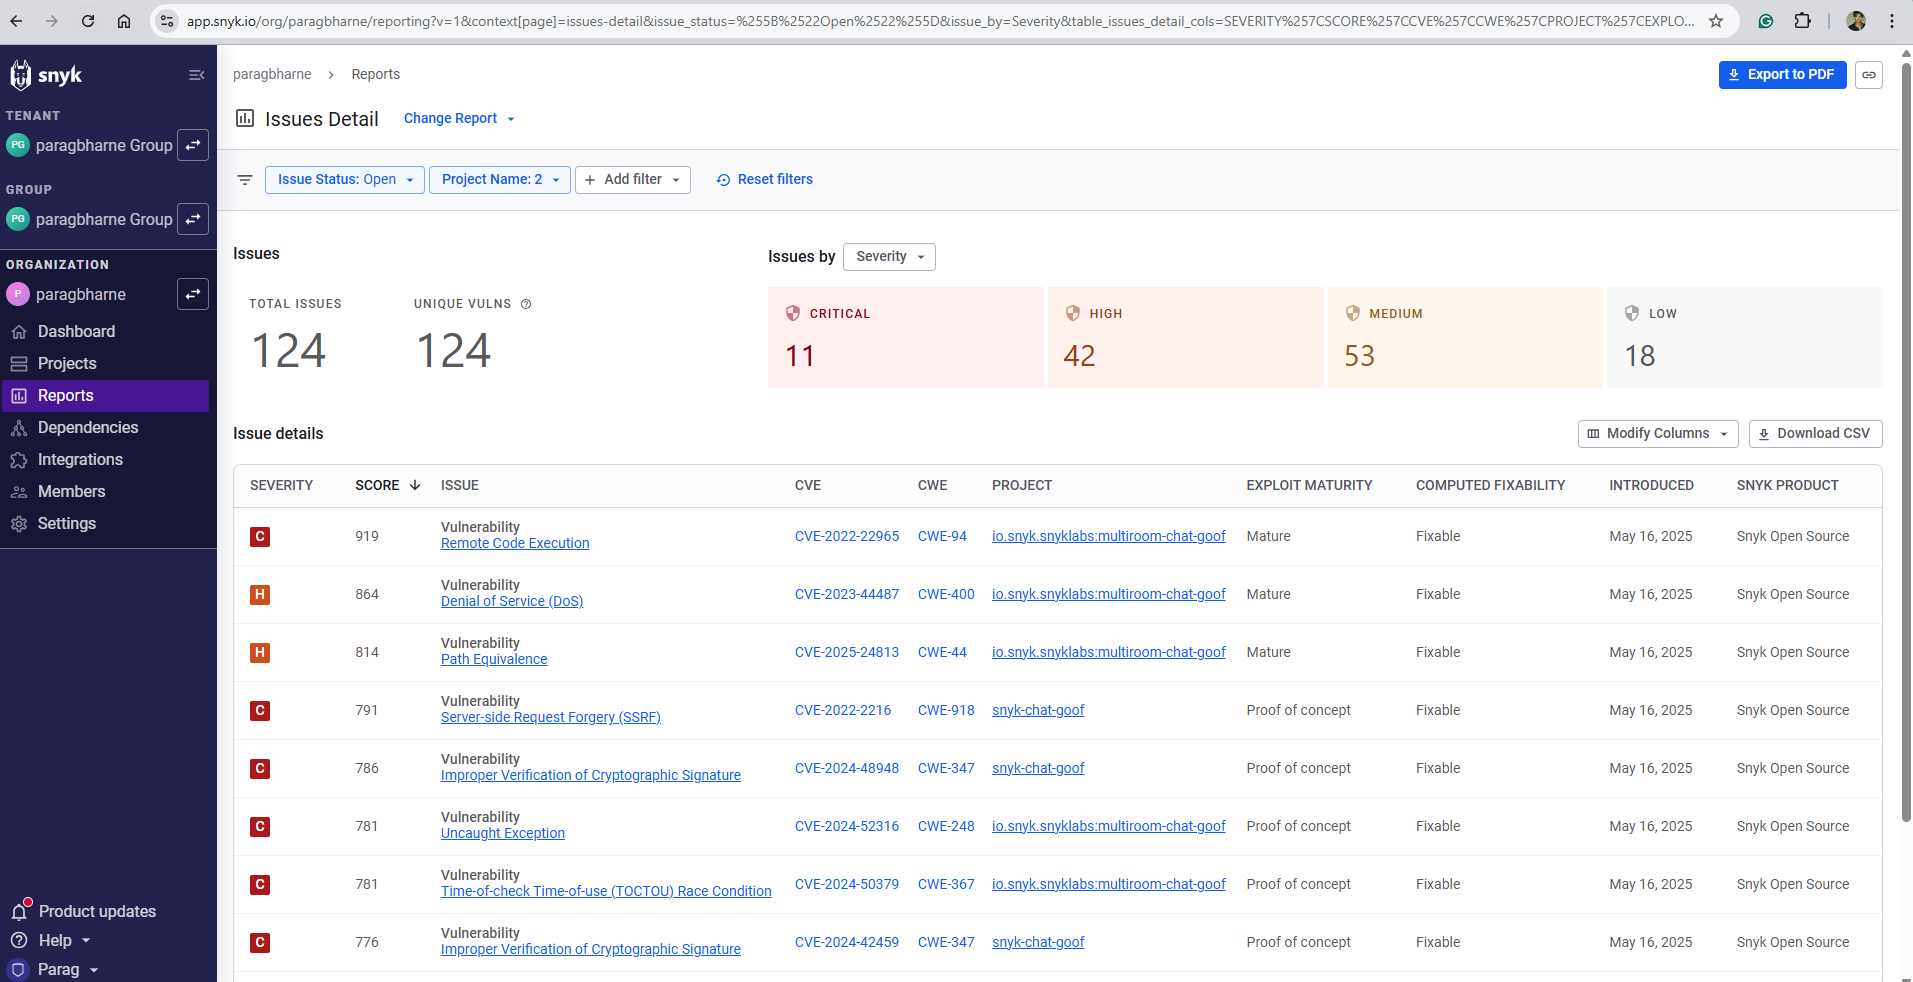 app.snyk.io/org/paragbharne/reporting?v=1&context[page]=issues-detail&issue_status=%255B%2522Open%2522%255D&issue_by=Severity&table_issues_detail_cols=SEVERITY%257CSCORE%257CCVE%257CCWE%257CPROJECT%257CEXPLO...
snyk
TENANT
PG paragbharne Group
GROUP
PG paragbharne Group
ORGANIZATION
P paragbharne
Dashboard
Projects
Reports
Dependencies
Integrations
Members
Settings
Product updates
Help
Parag
paragbharne > Reports
Export to PDF
Issues Detail Change Report
Issue Status: Open Project Name: 2 + Add filter Reset filters
Issues
TOTAL ISSUES UNIQUE VULNS
124 124
Issues by Severity
CRITICAL HIGH MEDIUM LOW
11 42 53 18
Issue details
Modify Columns Download CSV
SEVERITY SCORE ISSUE CVE CWE PROJECT EXPLOIT MATURITY COMPUTED FIXABILITY INTRODUCED SNYK PRODUCT
Vulnerability
C 919 Remote Code Execution CVE-2022-22965 CWE-94 io.snyk.snyklabs:multiroom-chat-goof Mature Fixable May 16, 2025 Snyk Open Source
Vulnerability
H 864 Denial of Service (DoS) CVE-2023-44487 CWE-400 io.snyk.snyklabs:multiroom-chat-goof Mature Fixable May 16, 2025 Snyk Open Source
Vulnerability
H 814 Path Equivalence CVE-2025-24813 CWE-44 io.snyk.snyklabs:multiroom-chat-goof Mature Fixable May 16, 2025 Snyk Open Source
Vulnerability
C 791 Server-side Request Forgery (SSRF) CVE-2022-2216 CWE-918 snyk-chat-goof Proof of concept Fixable May 16, 2025 Snyk Open Source
Vulnerability
C 786 Improper Verification of Cryptographic Signature CVE-2024-48948 CWE-347 snyk-chat-goof Proof of concept Fixable May 16, 2025 Snyk Open Source
Vulnerability
C 781 Uncaught Exception CVE-2024-52316 CWE-248 io.snyk.snyklabs:multiroom-chat-goof Proof of concept Fixable May 16, 2025 Snyk Open Source
Vulnerability
C 781 Time-of-check Time-of-use (TOCTOU) Race Condition CVE-2024-50379 CWE-367 io.snyk.snyklabs:multiroom-chat-goof Proof of concept Fixable May 16, 2025 Snyk Open Source
Vulnerability
C 776 Improper Verification of Cryptographic Signature CVE-2024-42459 CWE-347 snyk-chat-goof Proof of concept Fixable May 16, 2025 Snyk Open Source